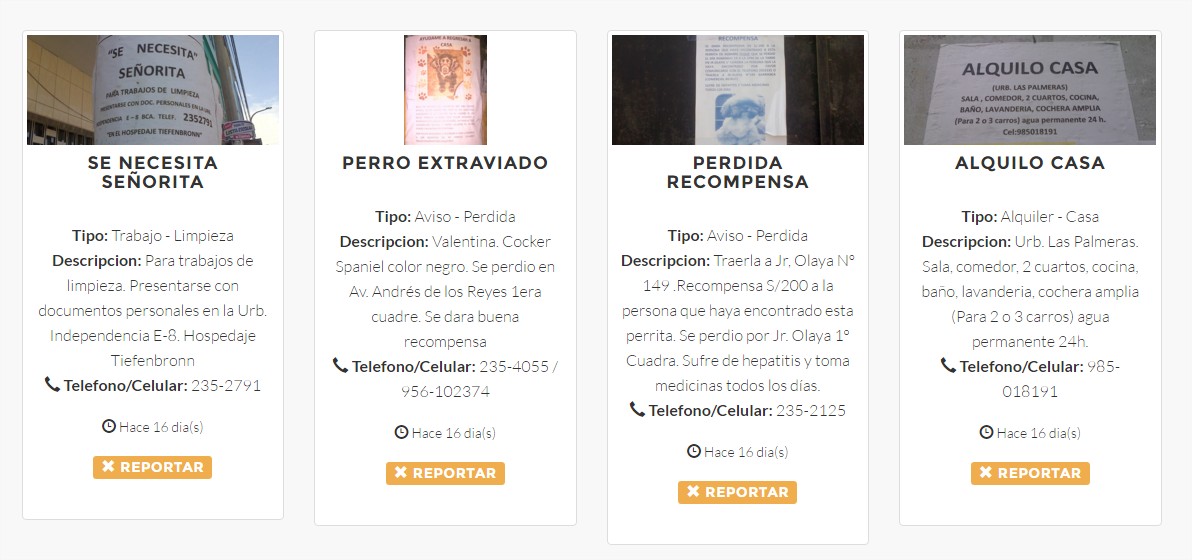 "SE NECESITA"
SEÑORITA
PARA TRABAJOS DE LIMPIEZA
PRESENTARSE CON DOC. PERSONALES EN LA URB.
INDEPENDENCIA E-8 BCA. TELEF. 2352791
"EN EL HOSPEDAJE TIEFENBRONN"
SE NECESITA
SEÑORITA
Tipo: Trabajo - Limpieza
Descripcion: Para trabajos de
limpieza. Presentarse con
documentos personales en la Urb.
Independencia E-8. Hospedaje
Tiefenbronn
Telefono/Celular: 235-2791
Hace 16 dia(s)
REPORTAR
AYUDAME A REGRESAR A
CASA
PERRO EXTRAVIADO
Tipo: Aviso - Perdida
Descripcion: Valentina. Cocker
Spaniel color negro. Se perdio en
Av. Andrés de los Reyes 1era
cuadre. Se dara buena
recompensa
Telefono/Celular: 235-4055 /
956-102374
Hace 16 dia(s)
REPORTAR
RECOMPENSA
PERDIDA
RECOMPENSA
Tipo: Aviso - Perdida
Descripcion: Traerla a Jr, Olaya Nº
149 .Recompensa S/200 a la
persona que haya encontrado esta
perrita. Se perdio por Jr. Olaya 1º
Cuadra. Sufre de hepatitis y toma
medicinas todos los días.
Telefono/Celular: 235-2125
Hace 16 dia(s)
REPORTAR
ALQUILO CASA
(URB. LAS PALMERAS)
SALA , COMEDOR, 2 CUARTOS, COCINA,
BAÑO, LAVANDERIA, COCHERA AMPLIA
(Para 2 o 3 carros) agua permanente 24 h.
Cel:985018191
ALQUILO CASA
Tipo: Alquiler - Casa
Descripcion: Urb. Las Palmeras.
Sala, comedor, 2 cuartos, cocina,
baño, lavanderia, cochera amplia
(Para 2 o 3 carros) agua
permanente 24h.
Telefono/Celular: 985-
018191
Hace 16 dia(s)
REPORTAR